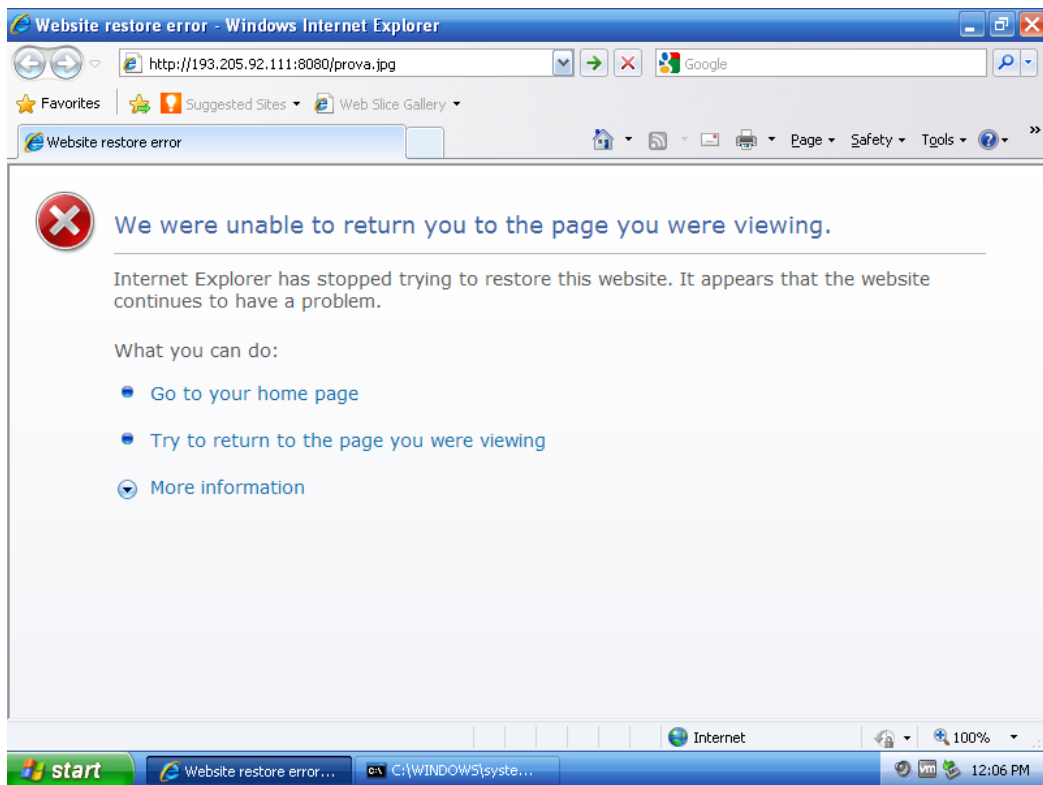 Website restore error - Windows Internet Explorer
http://193.205.92.111:8080/prova.jpg
Google
Favorites
Suggested Sites
Web Slice Gallery
Website restore error
Page
Safety
Tools
We were unable to return you to the page you were viewing.
Internet Explorer has stopped trying to restore this website. It appears that the website
continues to have a problem.
What you can do:
Go to your home page
Try to return to the page you were viewing
More information
Internet
100%
start
Website restore error...
C:\WINDOWS\syste...
vm
12:06 PM